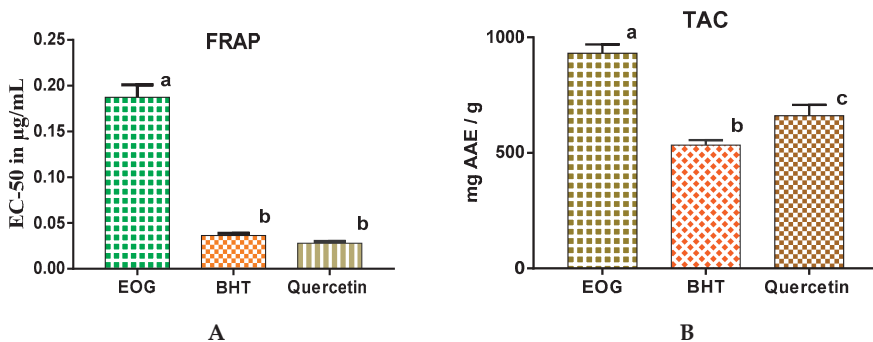 FRAP
EC-50 in µg/mL
0.25
0.20
0.15
0.10
0.05
0.00
a
b
b
EOG
BHT
Quercetin
A
TAC
mg AAE / g
1000
500
0
a
b
c
EOG
BHT
Quercetin
B